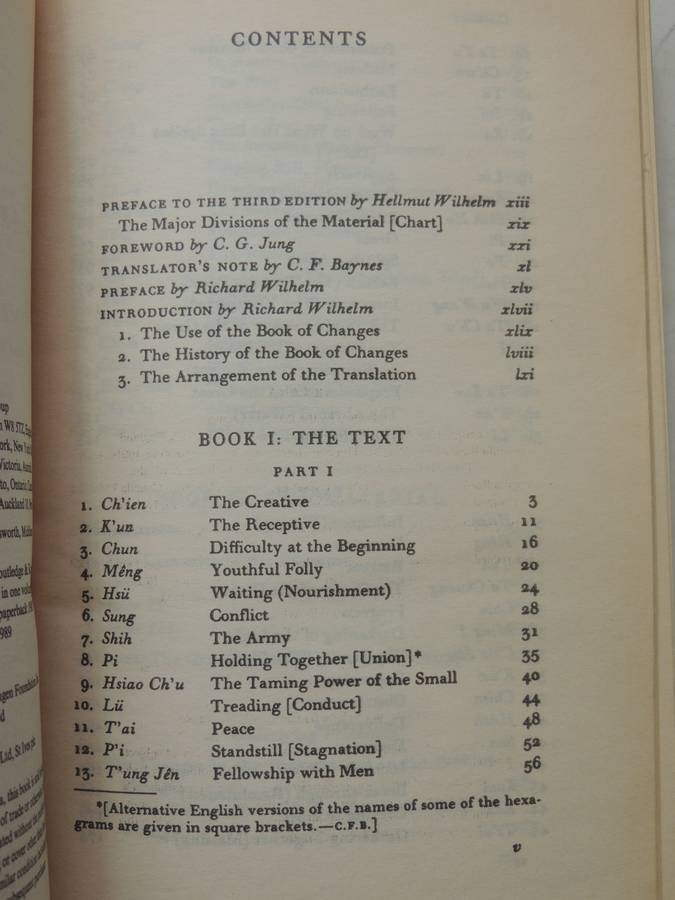 CONTENTS
PREFACE TO THE THIRD EDITION by Hellmut Wilhelm xiii
The Major Divisions of the Material [Chart] xix
FOREWORD by C. G. Jung xxi
TRANSLATOR'S NOTE by C. F. Baynes xl
PREFACE by Richard Wilhelm xlv
INTRODUCTION by Richard Wilhelm xlvii
1. The Use of the Book of Changes xlix
2. The History of the Book of Changes lviii
3. The Arrangement of the Translation lxi
BOOK I: THE TEXT
PART I
1. Ch'ien The Creative 3
2. K'un The Receptive 11
3. Chun Difficulty at the Beginning 16
4. Mêng Youthful Folly 20
5. Hsü Waiting (Nourishment) 24
6. Sung Conflict 28
7. Shih The Army 31
8. Pi Holding Together [Union]* 35
9. Hsiao Ch'u The Taming Power of the Small 40
10. Lü Treading [Conduct] 44
11. T'ai Peace 48
12. P'i Standstill [Stagnation] 52
13. T'ung Jên Fellowship with Men 56
*[Alternative English versions of the names of some of the hexa-
grams are given in square brackets.—C.F.B.]
v